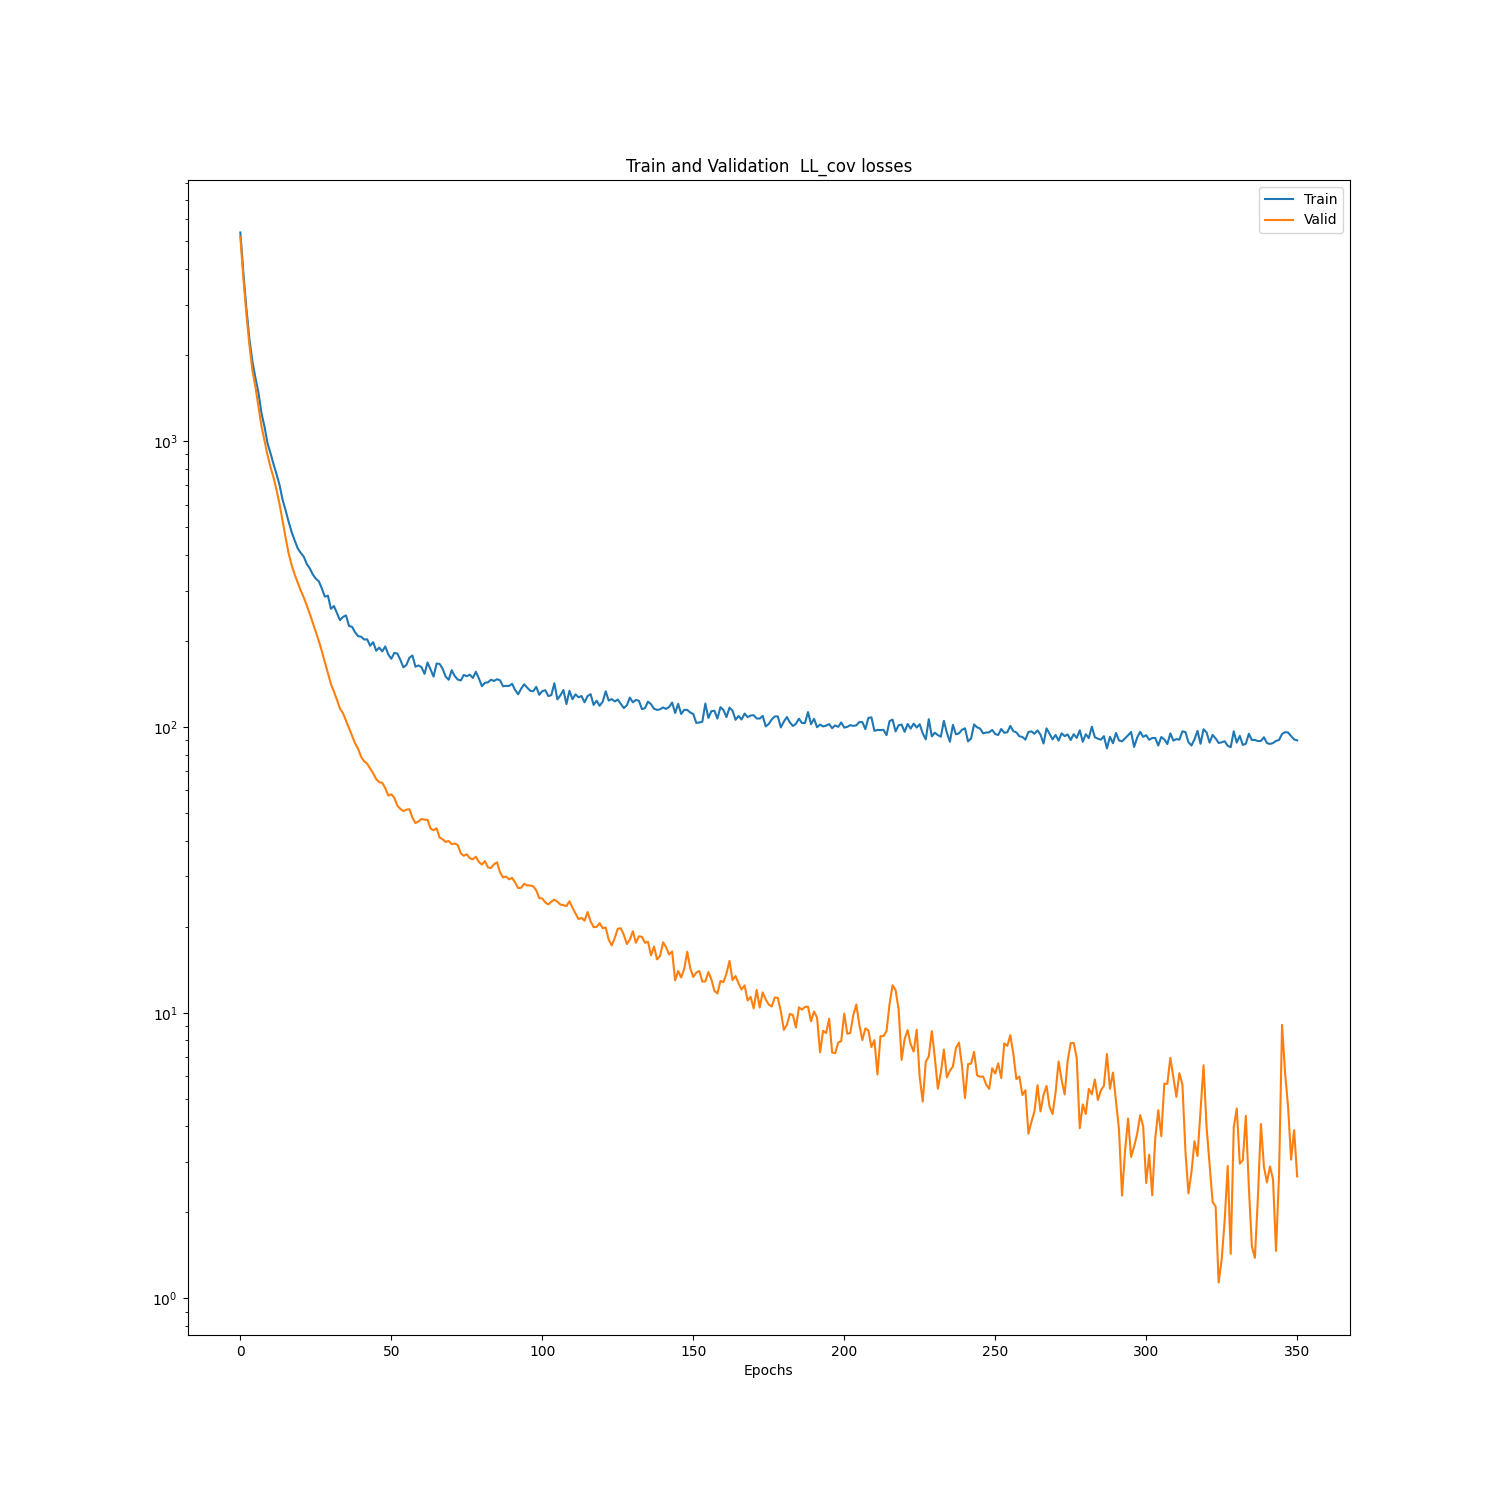 Train and Validation  LL_cov losses
Train
Valid
10³
10²
10¹
10⁰
0 50 100 150 200 250 300 350
Epochs